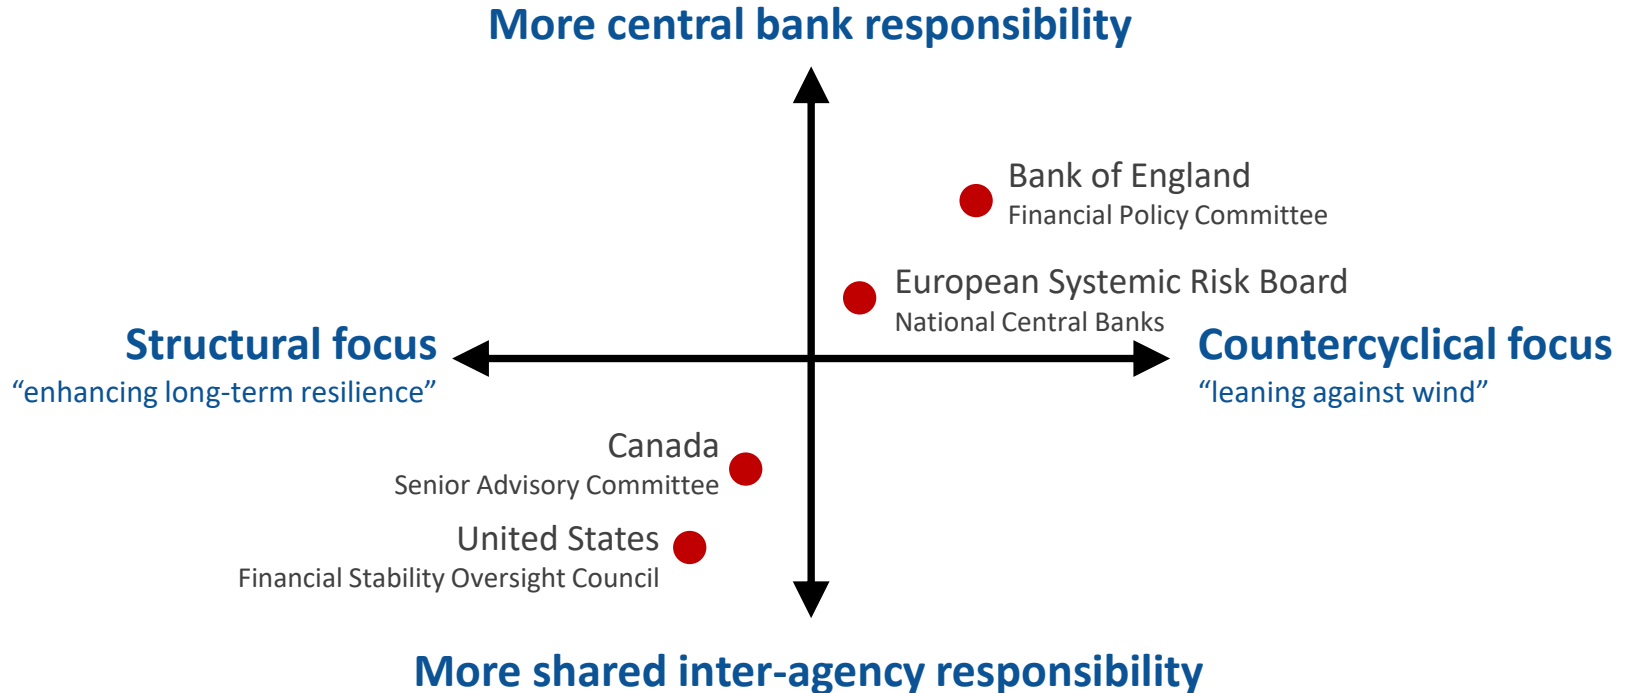 More central bank responsibility
Bank of England
Financial Policy Committee
European Systemic Risk Board
National Central Banks
Structural focus
“enhancing long-term resilience”
Countercyclical focus
“leaning against wind”
Canada
Senior Advisory Committee
United States
Financial Stability Oversight Council
More shared inter-agency responsibility